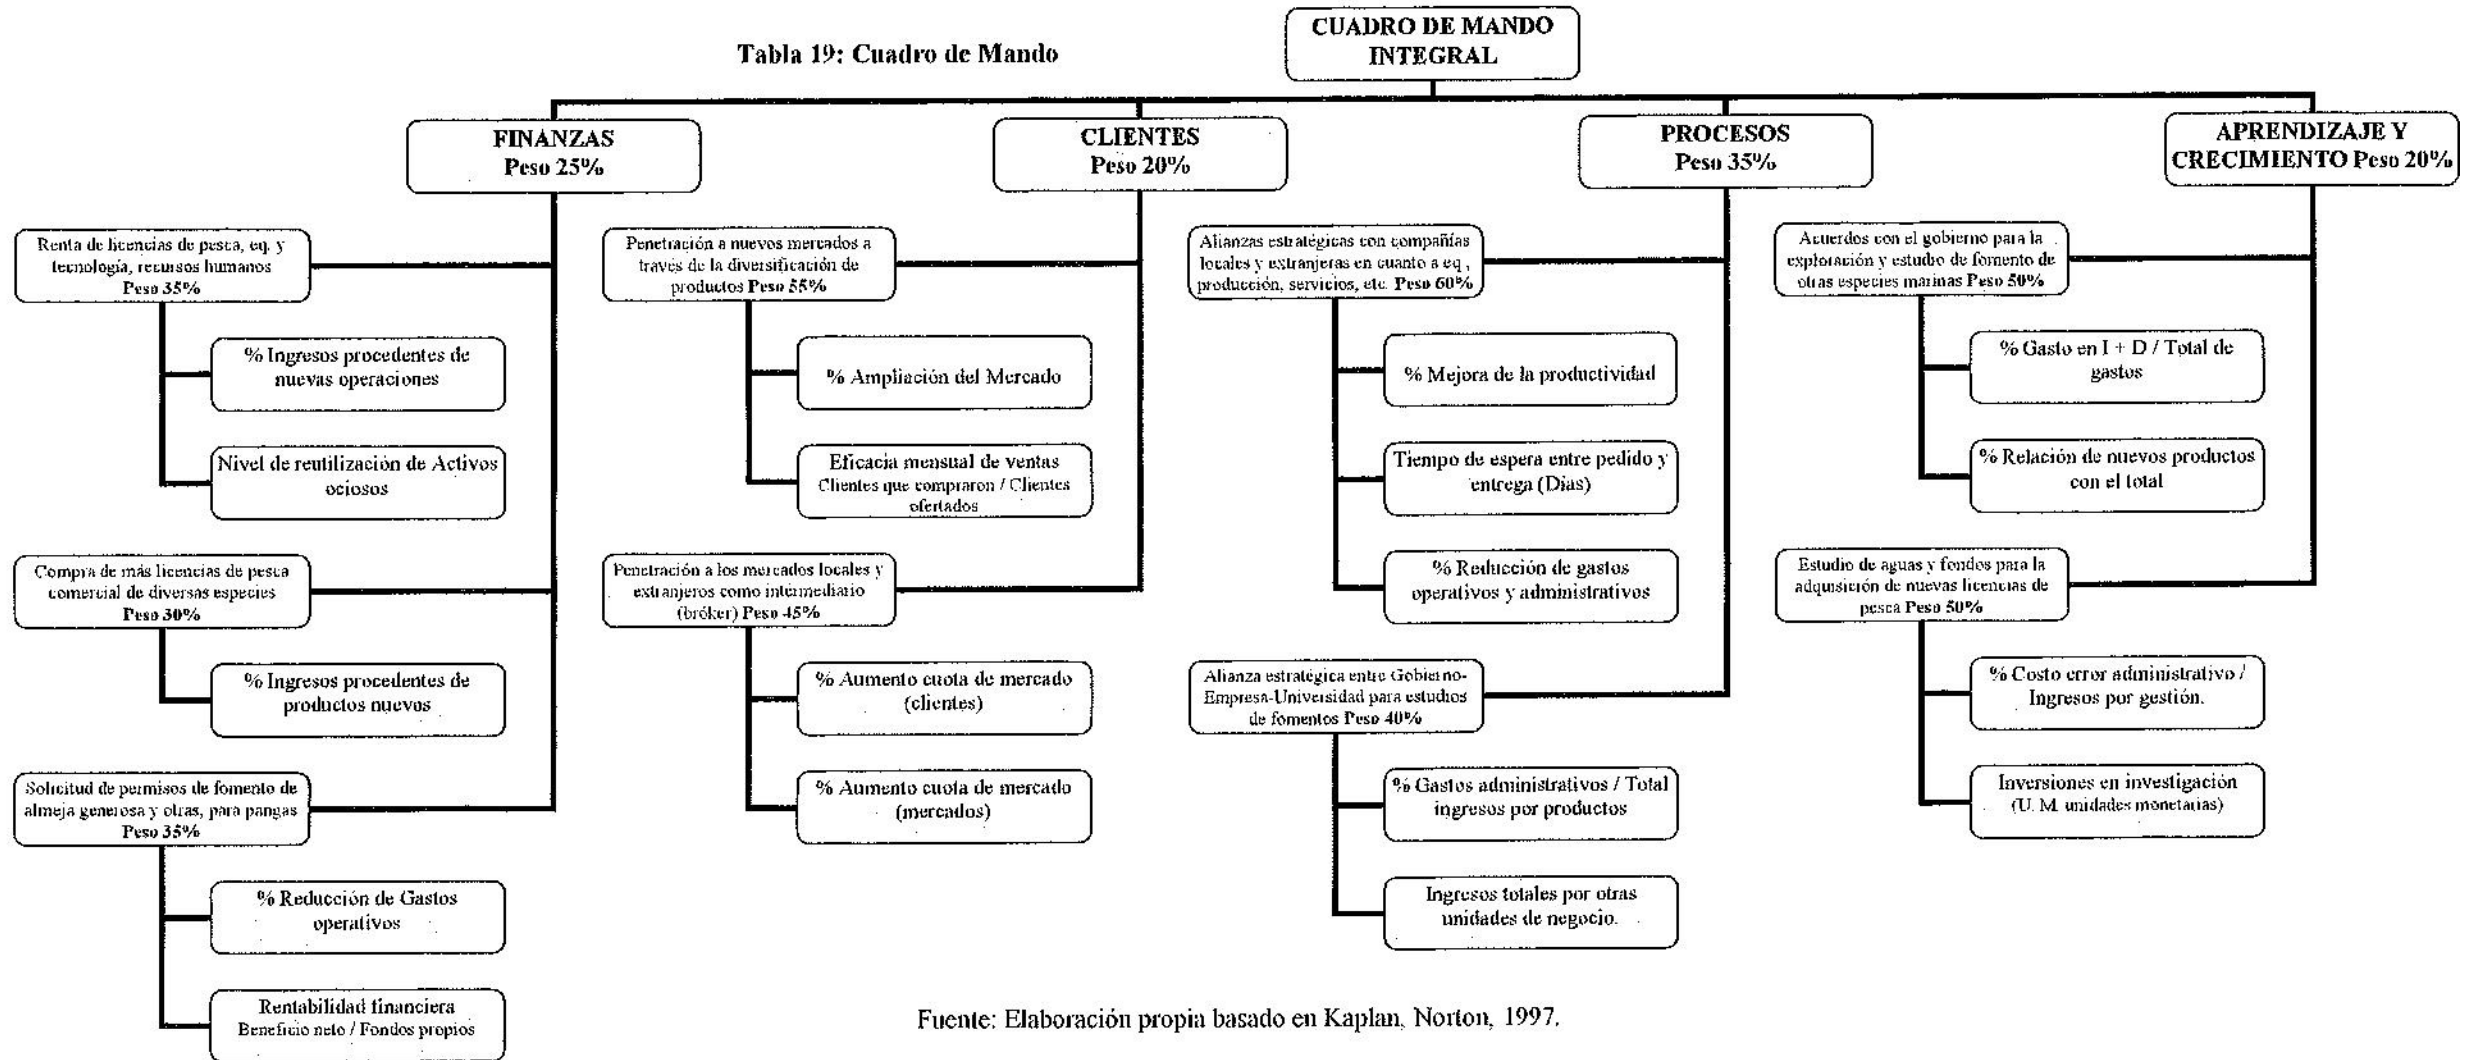 Tabla 19: Cuadro de Mando
CUADRO DE MANDO
INTEGRAL
FINANZAS
Peso 25%
Renta de licencias de pesca, eq. y
tecnología, recursos humanos
Peso 35%
% Ingresos procedentes de
nuevas operaciones
Nivel de reutilización de Activos
ociosos
Compra de más licencias de pesca
comercial de diversas especies
Peso 30%
% Ingresos procedentes de
productos nuevos
Solicitud de permisos de fomento de
almeja generosa y otras, para pangas
Peso 35%
% Reducción de Gastos
operativos
Rentabilidad financiera
Beneficio neto / Fondos propios
CLIENTES
Peso 20%
Penetración a nuevos mercados a
través de la diversificación de
productos Peso 55%
% Ampliación del Mercado
Eficacia mensual de ventas
Clientes que compraron / Clientes
ofertados
Penetración a los mercados locales y
extranjeros como intermediario
(bróker) Peso 45%
% Aumento cuota de mercado
(clientes)
% Aumento cuota de mercado
(mercados)
PROCESOS
Peso 35%
Alianzas estratégicas con compañías
locales y extranjeras en cuanto a eq,
producción, servicios, etc. Peso 60%
% Mejora de la productividad
Tiempo de espera entre pedido y
entrega (Días)
% Reducción de gastos
operativos y administrativos
Alianza estratégica entre Gobierno-
Empresa-Universidad para estudios
de fomentos Peso 40%
% Gastos administrativos / Total
ingresos por productos
Ingresos totales por otras
unidades de negocio.
APRENDIZAJE Y
CRECIMIENTO Peso 20%
Acuerdos con el gobierno para la
exploración y estudio de fomento de
otras especies marinas Peso 50%
% Gasto en I + D / Total de
gastos
% Relación de nuevos productos
con el total
Estudio de aguas y fondos para la
adquisición de nuevas licencias de
pesca Peso 50%
% Costo error administrativo /
Ingresos por gestión.
Inversiones en investigación
(U. M. unidades monetarias)
Fuente: Elaboración propia basado en Kaplan, Norton, 1997.